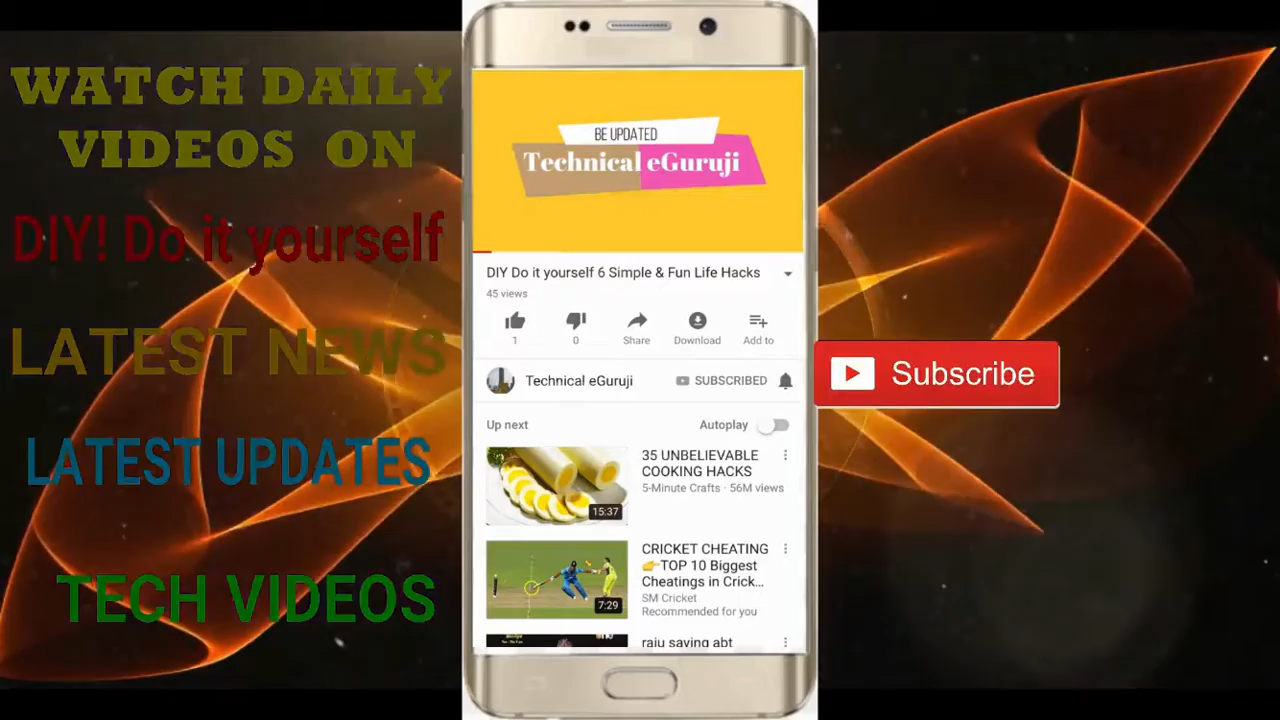 WATCH DAILY
VIDEOS ON
DIY! Do it yourself
LATEST NEWS
LATEST UPDATES
TECH VIDEOS
BE UPDATED
Technical eGuruji
DIY Do it yourself 6 Simple & Fun Life Hacks
45 views
1
0
Share
Download
Add to
Technical eGuruji
SUBSCRIBED
Up next
Autoplay
35 UNBELIEVABLE
COOKING HACKS
5-Minute Crafts · 56M views
15:37
CRICKET CHEATING
👉TOP 10 Biggest
Cheatings in Crick...
SM Cricket
Recommended for you
7:29
raju saying abt
Subscribe